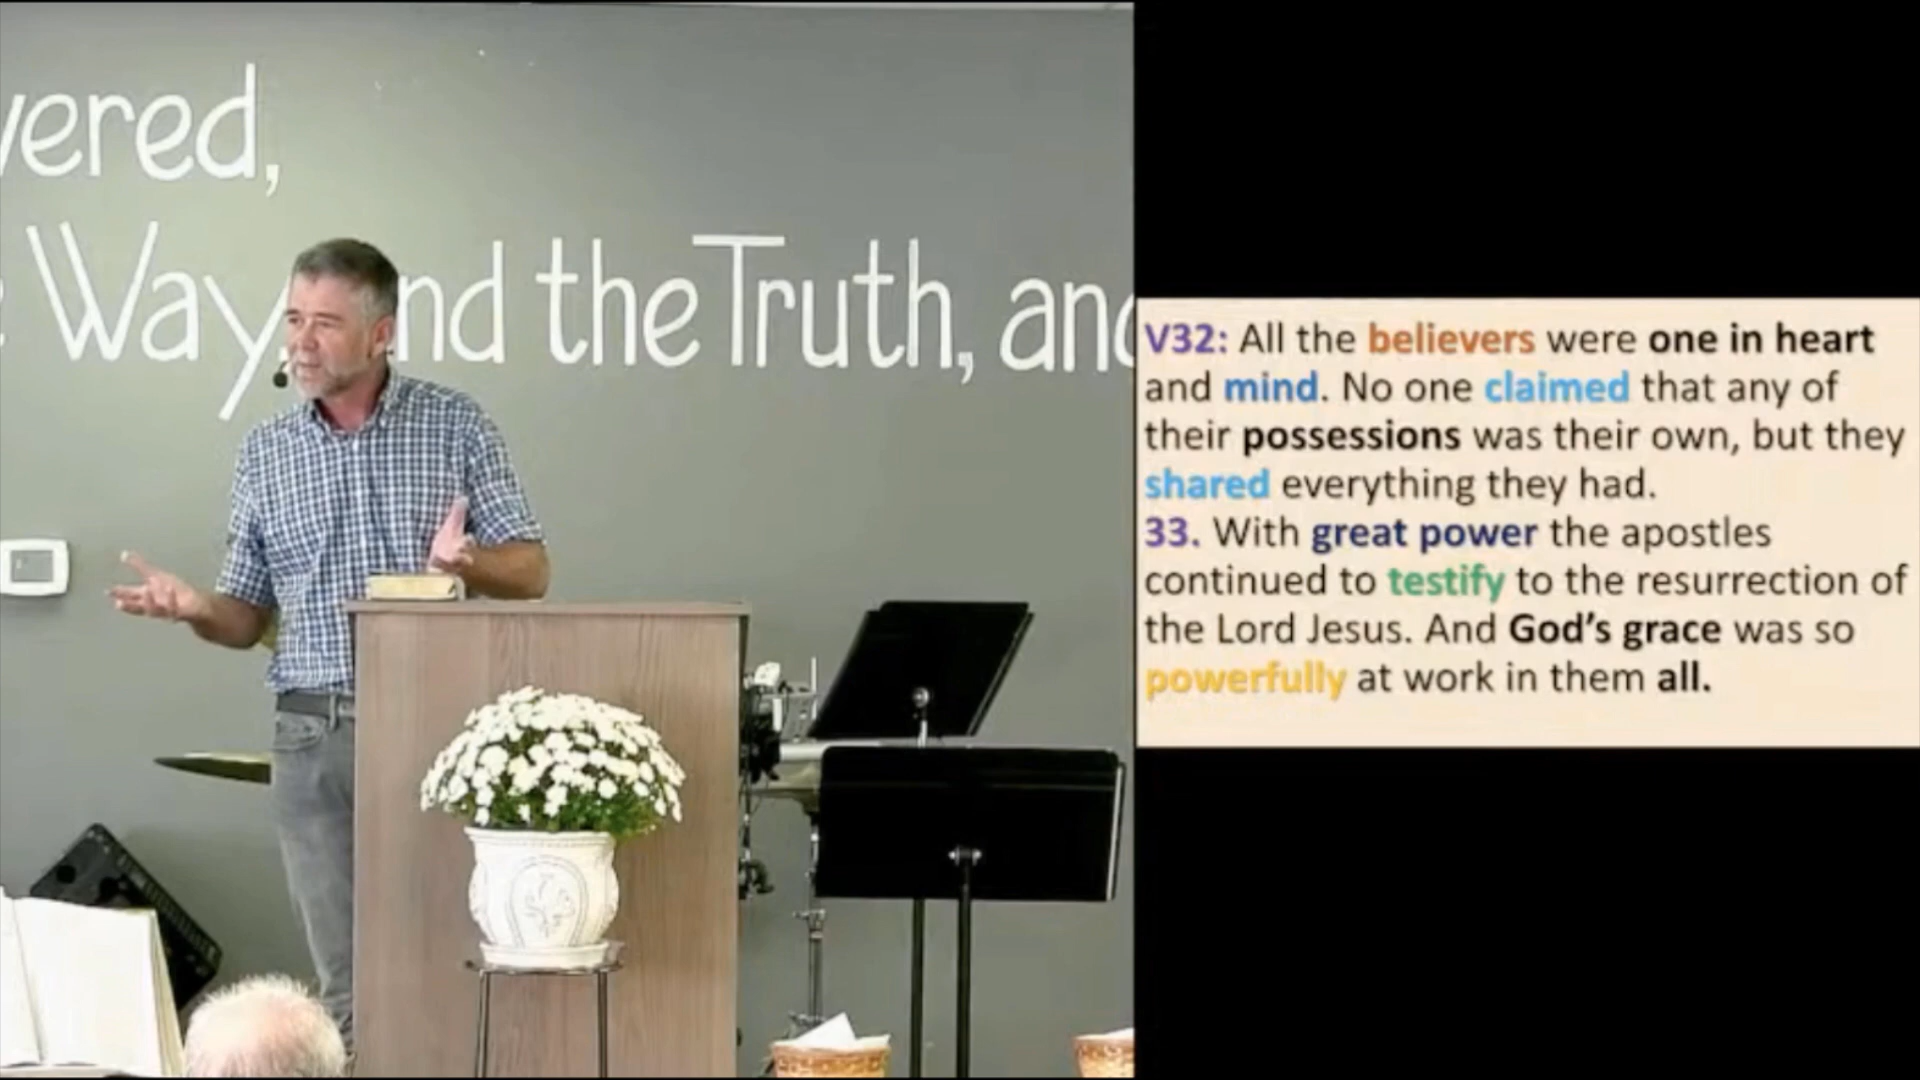 vered,
Way, and the Truth, and
V32: All the believers were one in heart
and mind. No one claimed that any of
their possessions was their own, but they
shared everything they had.
33. With great power the apostles
continued to testify to the resurrection of
the Lord Jesus. And God’s grace was so
powerfully at work in them all.